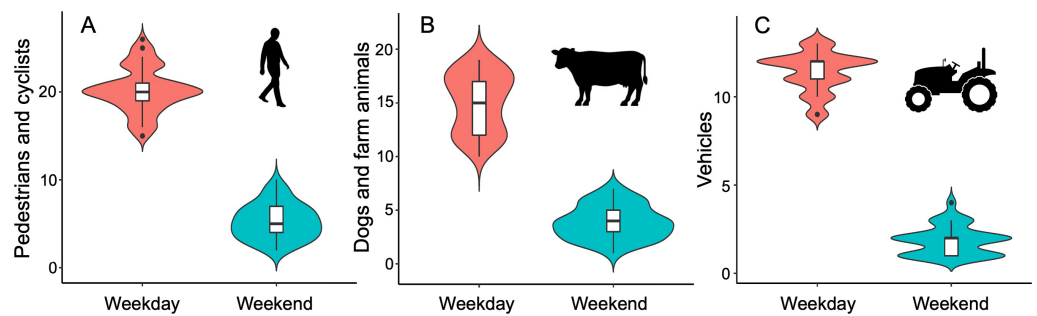 A
Pedestrians and cyclists
20
10
0
Weekday Weekend
B
Dogs and farm animals
20
15
10
5
0
Weekday Weekend
C
Vehicles
10
5
0
Weekday Weekend